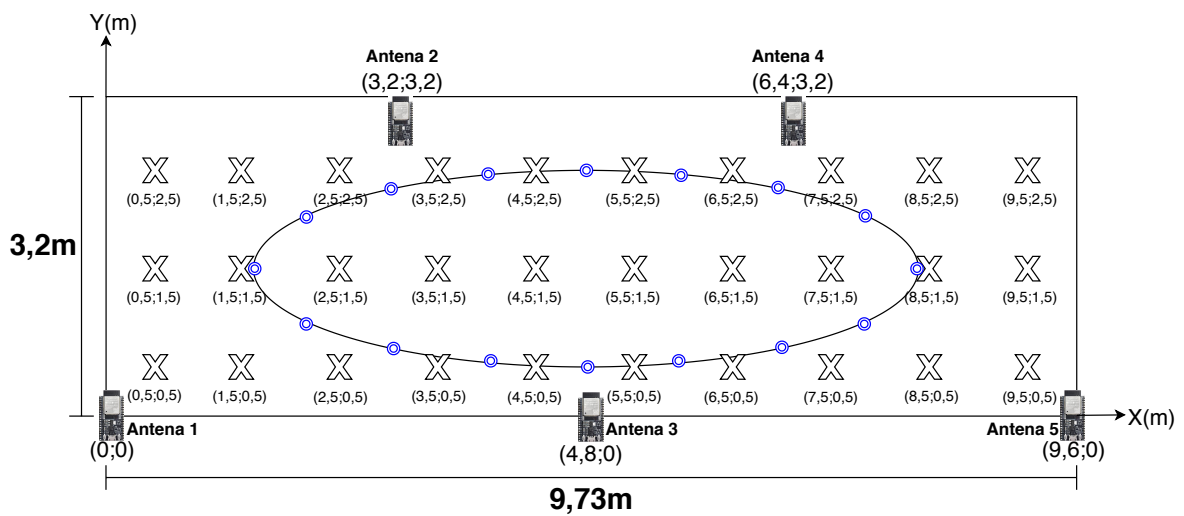 Y(m)
Antena 2
(3,2;3,2)
Antena 4
(6,4;3,2)
(0,5;2,5) (1,5;2,5) (2,5;2,5) (3,5;2,5) (4,5;2,5) (5,5;2,5) (6,5;2,5) (7,5;2,5) (8,5;2,5) (9,5;2,5)
3,2m
(0,5;1,5) (1,5;1,5) (2,5;1,5) (3,5;1,5) (4,5;1,5) (5,5;1,5) (6,5;1,5) (7,5;1,5) (8,5;1,5) (9,5;1,5)
(0,5;0,5) (1,5;0,5) (2,5;0,5) (3,5;0,5) (4,5;0,5) (5,5;0,5) (6,5;0,5) (7,5;0,5) (8,5;0,5) (9,5;0,5)
X(m)
Antena 1
(0;0)
Antena 3
(4,8;0)
Antena 5
(9,6;0)
9,73m